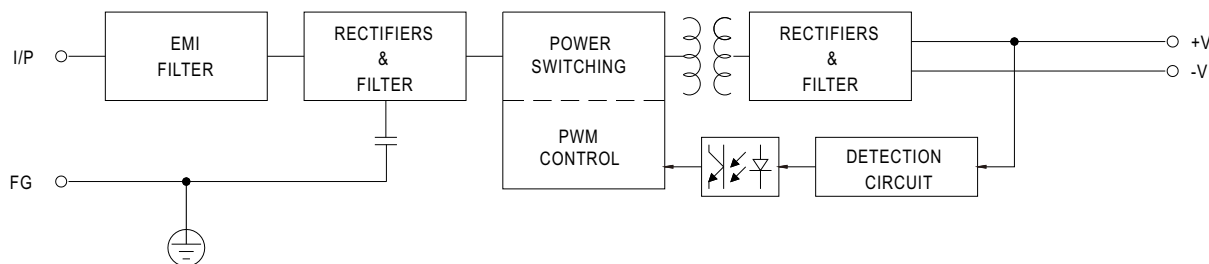 I/P
EMI
FILTER
RECTIFIERS
&
FILTER
POWER
SWITCHING
PWM
CONTROL
RECTIFIERS
&
FILTER
+V
-V
DETECTION
CIRCUIT
FG